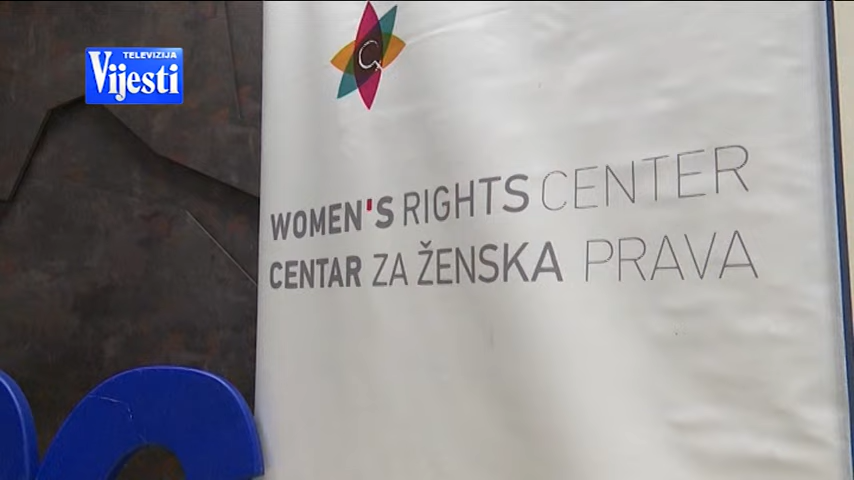 TELEVIZIJA
Vijesti
WOMEN'S RIGHTS CENTER
CENTAR ZA ŽENSKA PRAVA